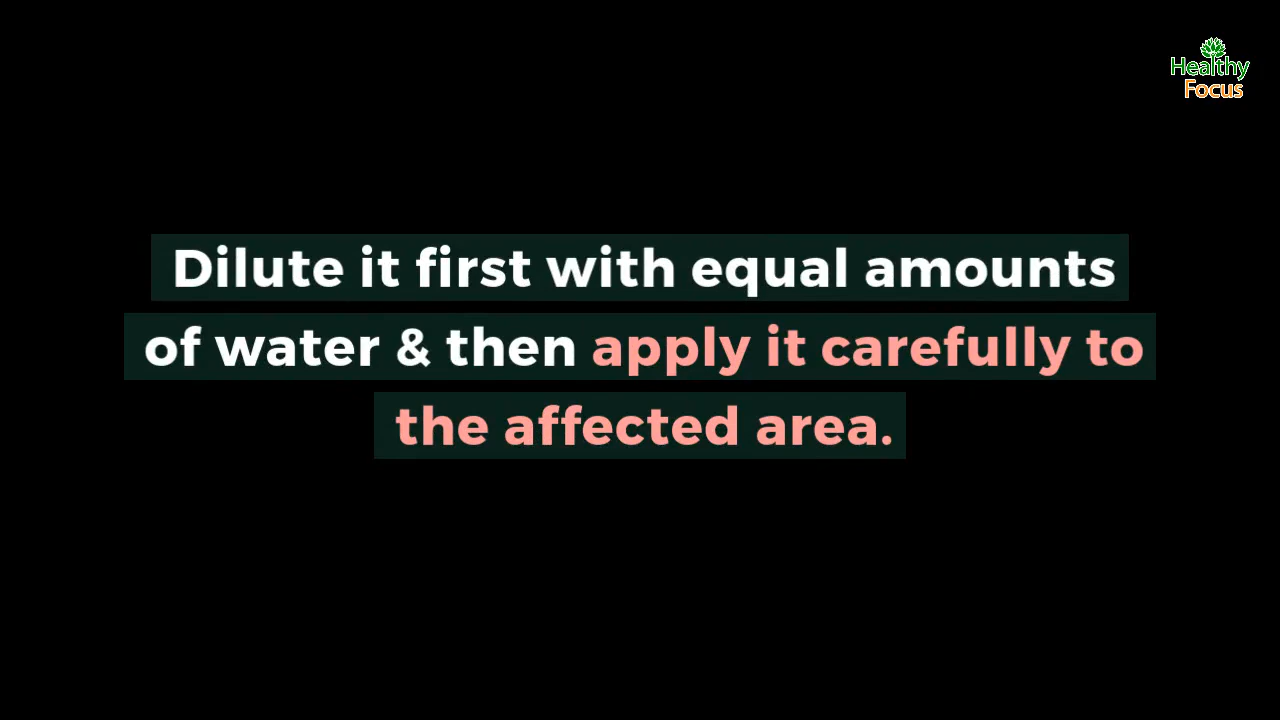 Healthy
Focus
Dilute it first with equal amounts
of water & then apply it carefully to
the affected area.